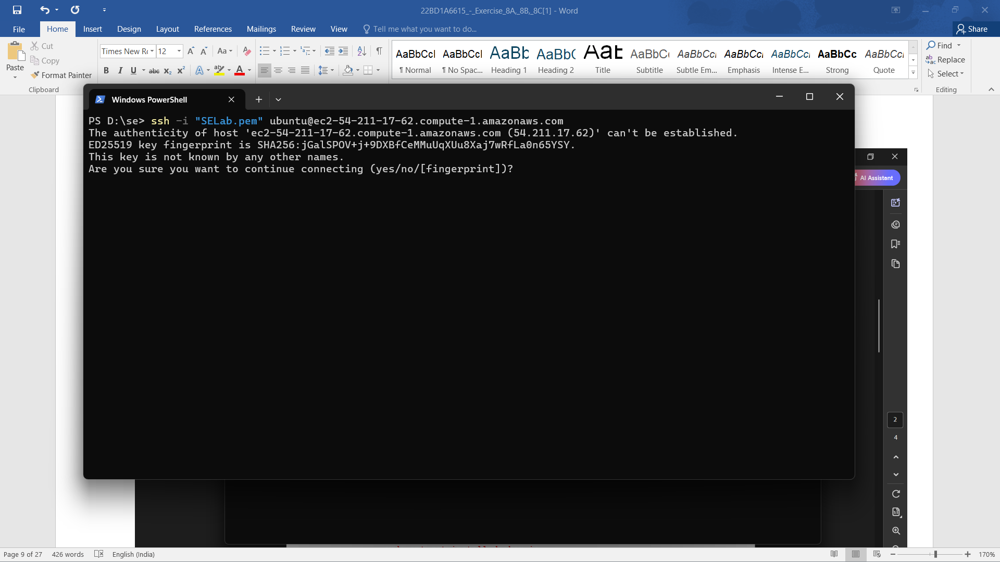 22BD1A6615_-_Exercise_8A,_8B,_8C[1] - Word
File Home Insert Design Layout References Mailings Review View Tell me what you want to do... Share
Paste
Cut
Copy
Format Painter
Clipboard
Times New Ro 12
Aa
B I U abc x₂ x² A ab A
AaBbCcI AaBbCcI AaBb AaBbC AaB AaBbC AaBbCcI AaBbCcI AaBbCcI AaBbCc AaBbCcI
¶ Normal ¶ No Spac... Heading 1 Heading 2 Title Subtitle Subtle Em... Emphasis Intense E... Strong Quote
Find
Replace
Select
Editing
Windows PowerShell
PS D:\se> ssh -i "SELab.pem" ubuntu@ec2-54-211-17-62.compute-1.amazonaws.com
The authenticity of host 'ec2-54-211-17-62.compute-1.amazonaws.com (54.211.17.62)' can't be established.
ED25519 key fingerprint is SHA256:jGalSPOV+j+9DXBfCeMMuUqXUu8Xaj7wRfLa0n65YSY.
This key is not known by any other names.
Are you sure you want to continue connecting (yes/no/[fingerprint])?
AI Assistant
2
4
Page 9 of 27 426 words English (India) 170%